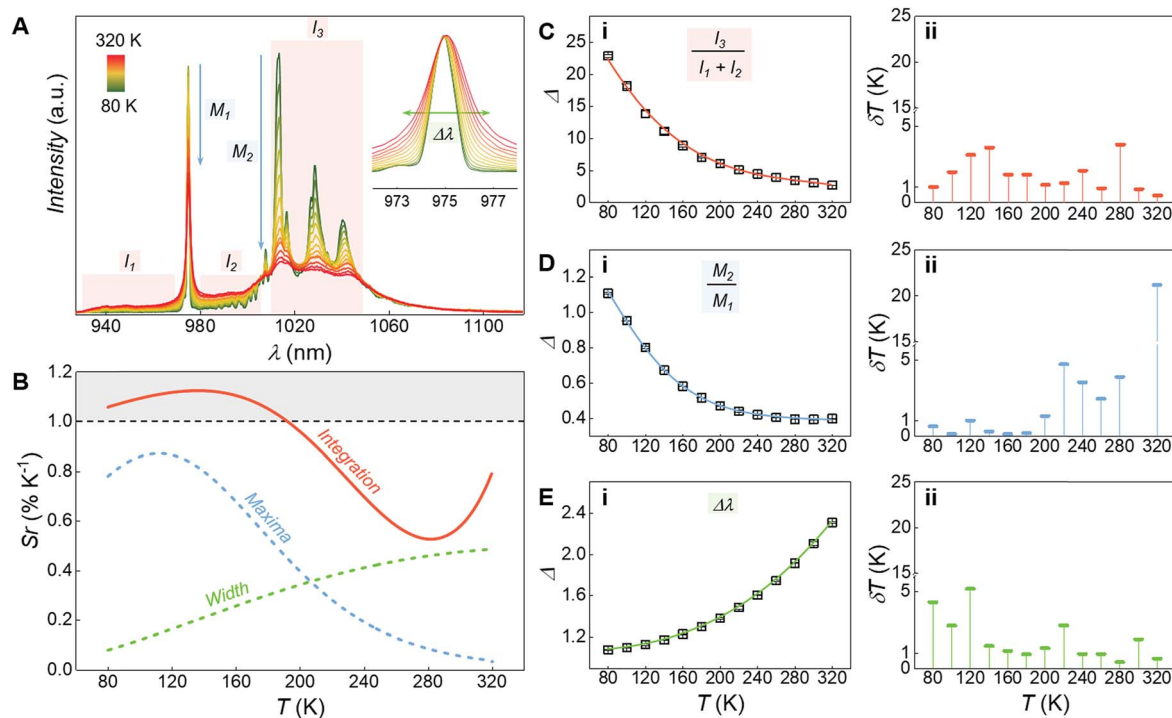 A
320 K
80 K
M1
M2
I3
I1
I2
Δλ
973 975 977
Intensity (a.u.)
940 980 1020 1060 1100
λ (nm)
B
1.2
1.0
0.8
0.6
0.4
0.2
0.0
Sr (% K-1)
Integration
Maxima
Width
80 120 160 200 240 280 320
T (K)
C
i
I3
I1 + I2
25
20
15
10
5
0
Δ
80 120 160 200 240 280 320
ii
25
20
15
5
1
0
δT (K)
80 120 160 200 240 280 320
D
i
M2
M1
1.2
1.0
0.8
0.6
0.4
Δ
80 120 160 200 240 280 320
ii
25
20
15
5
1
0
δT (K)
80 120 160 200 240 280 320
E
i
Δλ
2.4
2.0
1.6
1.2
Δ
80 120 160 200 240 280 320
T (K)
ii
25
20
15
5
1
0
δT (K)
80 120 160 200 240 280 320
T (K)